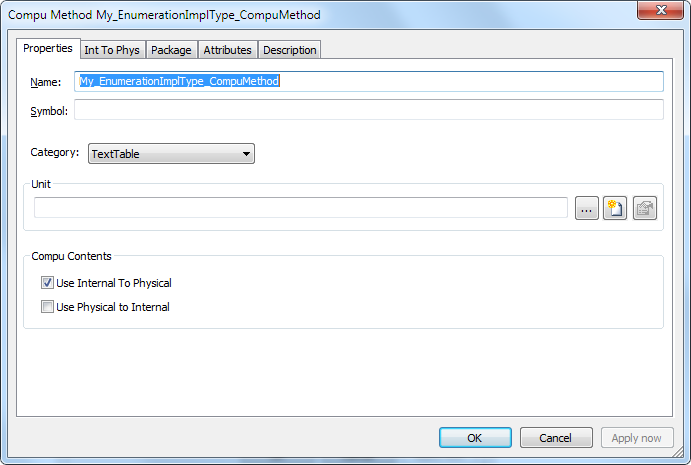 Compu Method My_EnumerationImplType_CompuMethod
Properties Int To Phys Package Attributes Description
Name: My_EnumerationImplType_CompuMethod
Symbol:
Category: TextTable
Unit
...
Compu Contents
Use Internal To Physical
Use Physical to Internal
OK Cancel Apply now